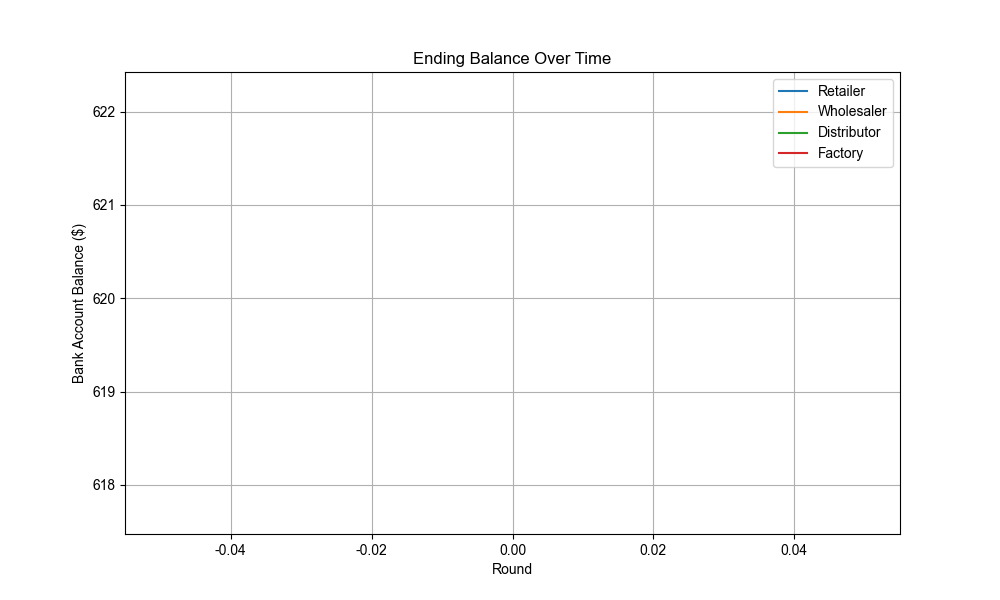 Ending Balance Over Time
Retailer
Wholesaler
Distributor
Factory
622
621
620
619
618
Bank Account Balance ($)
-0.04
-0.02
0.00
0.02
0.04
Round